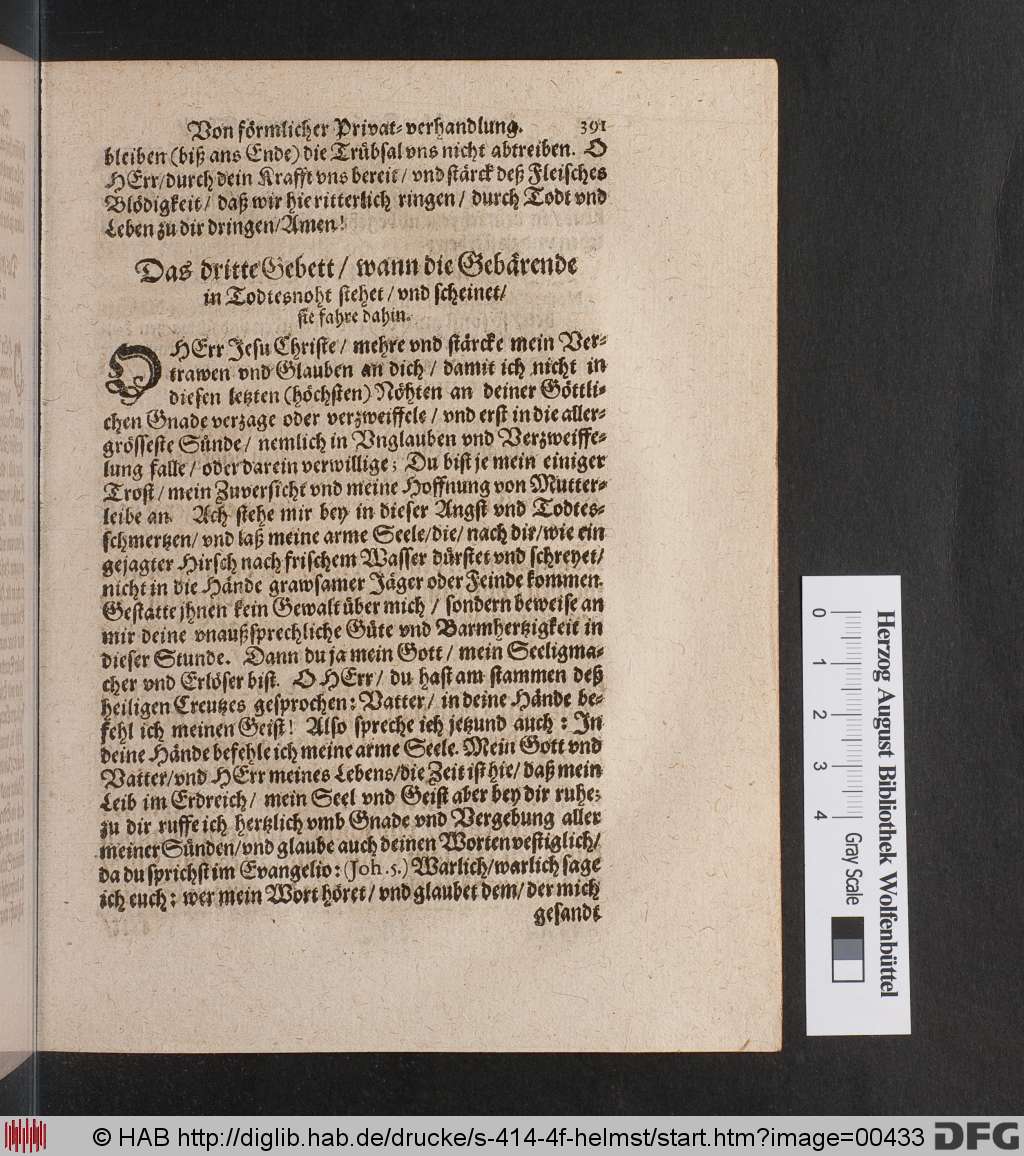 Von förmlicher Privat-verhandlung. 391
bleiben (biß ans Ende) die Trübsal vns nicht abtreiben. O
HErr/durch dein Krafft vns bereit / vnd stärck deß Fleisches
Blödigkeit / daß wir hie ritterlich ringen / durch Todt vnd
Leben zu dir dringen/Amen!
Das dritte Gebett / wann die Gebärende
in Todtesnoht stehet / vnd scheinet/
sie fahre dahin.
O HErr Jesu Christe / mehre vnd stärcke mein Ver-
trawen vnd Glauben an dich / damit ich nicht in
diesen letzten (höchsten) Nöhten an deiner Göttli-
chen Gnade verzage oder verzweiffele / vnd erst in die aller-
grösseste Sünde / nemlich in Vnglauben vnd Verzweiffe-
lung falle / oder darein verwillige; Du bist je mein einiger
Trost / mein Zuversicht vnd meine Hoffnung von Mutter-
leibe an. Ach stehe mir bey in dieser Angst vnd Todtes-
schmertzen/ vnd laß meine arme Seele/die/ nach dir/wie ein
gejagter Hirsch nach frischem Wasser dürstet vnd schreyet/
nicht in die Hände grawsamer Jäger oder Feinde kommen.
Gestatte jhnen kein Gewalt über mich / sondern beweise an
mir deine vnaußsprechliche Güte vnd Barmhertzigkeit in
dieser Stunde. Dann du ja mein Gott / mein Seeligma-
cher vnd Erlöser bist. O HErr / du hast am stammen deß
heiligen Creutzes gesprochen: Vatter / in deine Hände be-
fehl ich meinen Geist! Also spreche ich jetzund auch : In
deine Hände befehle ich meine arme Seele. Mein Gott vnd
Vatter/vnd HErr meines Lebens/die Zeit ist hie/ daß mein
Leib im Erdreich / mein Seel vnd Geist aber bey dir ruhe;
zu dir ruffe ich hertzlich vmb Gnade vnd Vergebung aller
meiner Sünden/vnd glaube auch deinen Worten vestiglich/
da du sprichst im Evangelio: (Joh. 5.) Warlich/warlich sage
ich euch: wer mein Wort höret / vnd glaubet dem/ der mich
gesandt
0 1 2 3 4
Gray Scale
Herzog August Bibliothek Wolfenbüttel
© HAB http://diglib.hab.de/drucke/s-414-4f-helmst/start.htm?image=00433
DFG